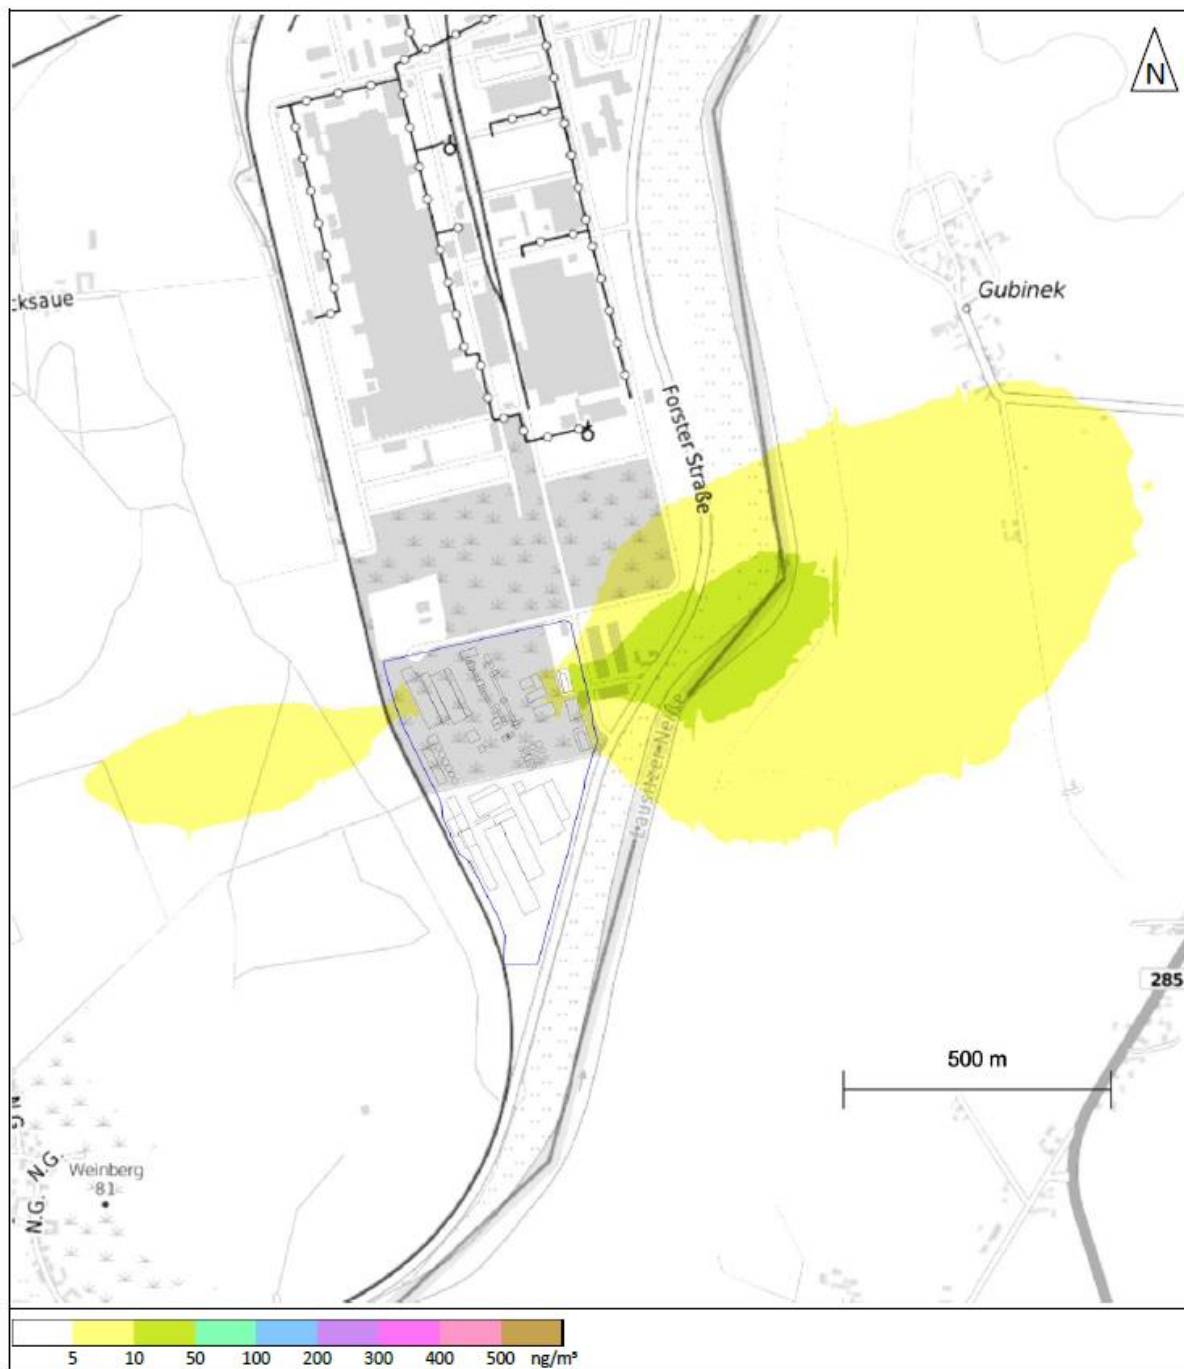 N
cksaue
Gubinek
Forster Straße
Lausitzer Neiße
285
500 m
N.G.
N.G.
Weinberg
81
5 10 50 100 200 300 400 500 ng/m³